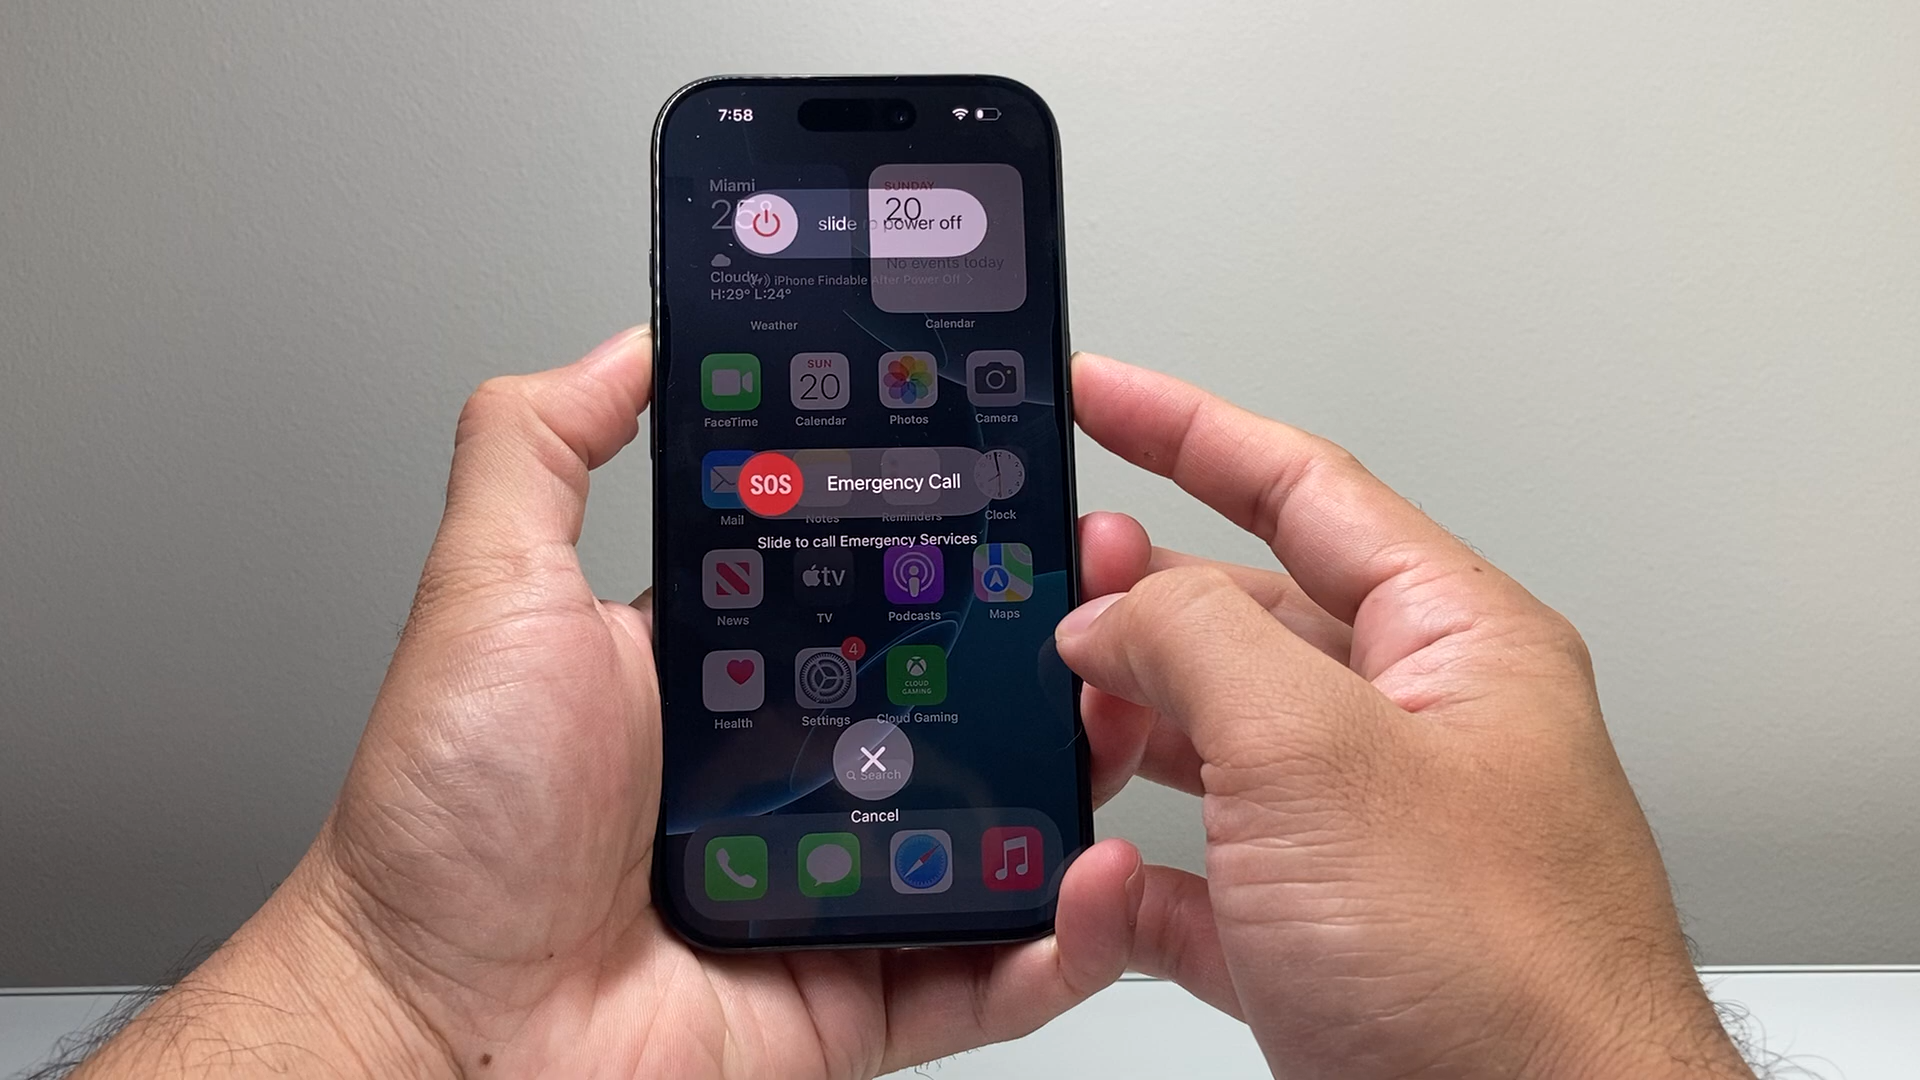 7:58
Miami
25°
Cloudy
H:29° L:24°
Weather
SUNDAY
20
No events today
Calendar
slide to power off
iPhone Findable After Power Off
FaceTime
SUN
20
Calendar
Photos
Camera
SOS
Emergency Call
Mail
Notes
Reminders
Clock
Slide to call Emergency Services
tv
News
TV
Podcasts
Maps
4
CLOUD
GAMING
Health
Settings
Cloud Gaming
Search
Cancel